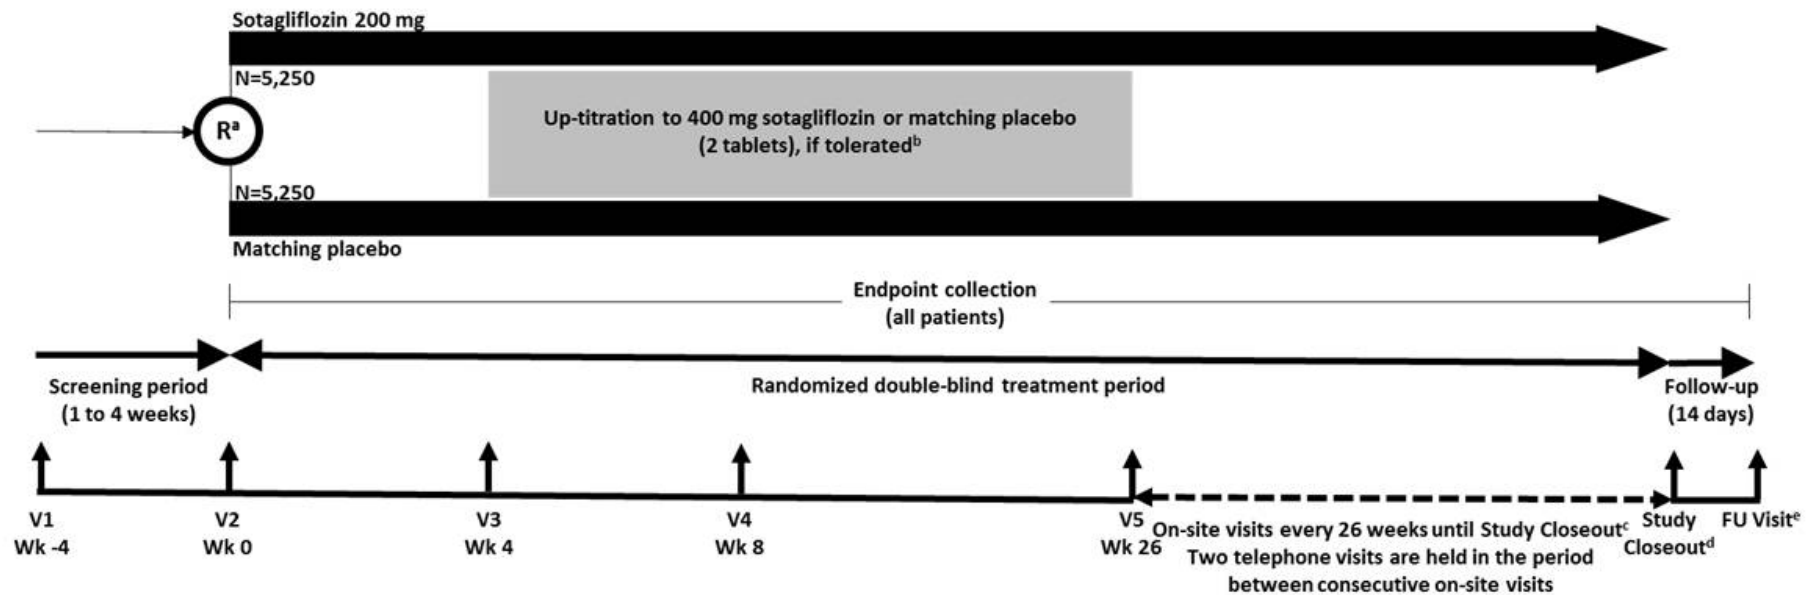 Sotagliflozin 200 mg
N=5,250
Rᵃ
Up-titration to 400 mg sotagliflozin or matching placebo
(2 tablets), if toleratedᵇ
N=5,250
Matching placebo
Endpoint collection
(all patients)
Screening period
(1 to 4 weeks)
Randomized double-blind treatment period
Follow-up
(14 days)
V1
Wk -4
V2
Wk 0
V3
Wk 4
V4
Wk 8
V5
Wk 26
On-site visits every 26 weeks until Study Closeoutᶜ
Two telephone visits are held in the period
between consecutive on-site visits
Study
Closeoutᵈ
FU Visitᵉ